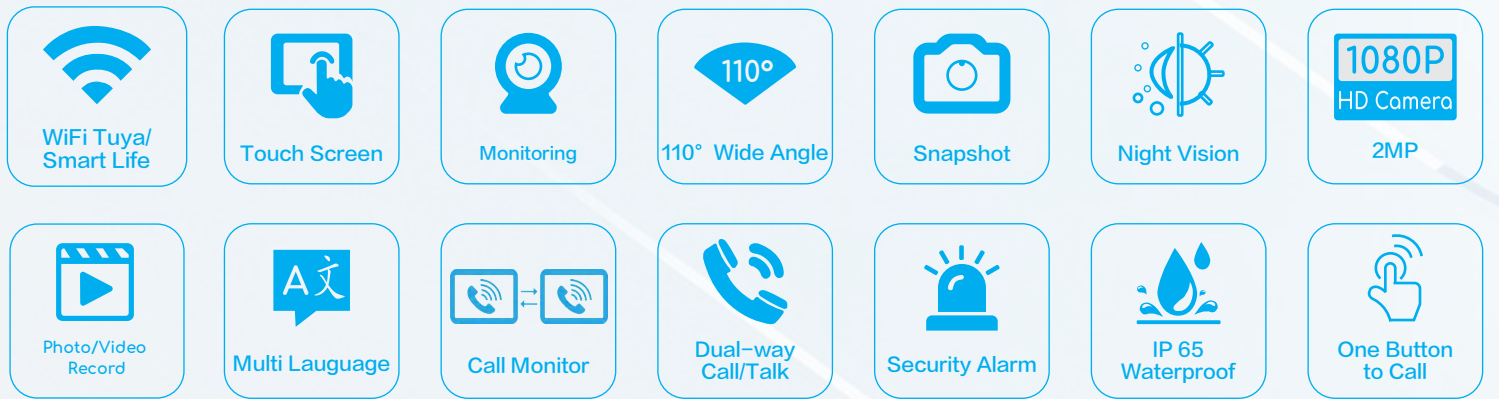 WiFi Tuya/
Smart Life
Touch Screen
Monitoring
110°
110° Wide Angle
Snapshot
Night Vision
1080P
HD Camera
2MP
Photo/Video
Record
A文
Multi Lauguage
Call Monitor
Dual-way
Call/Talk
Security Alarm
IP 65
Waterproof
One Button
to Call